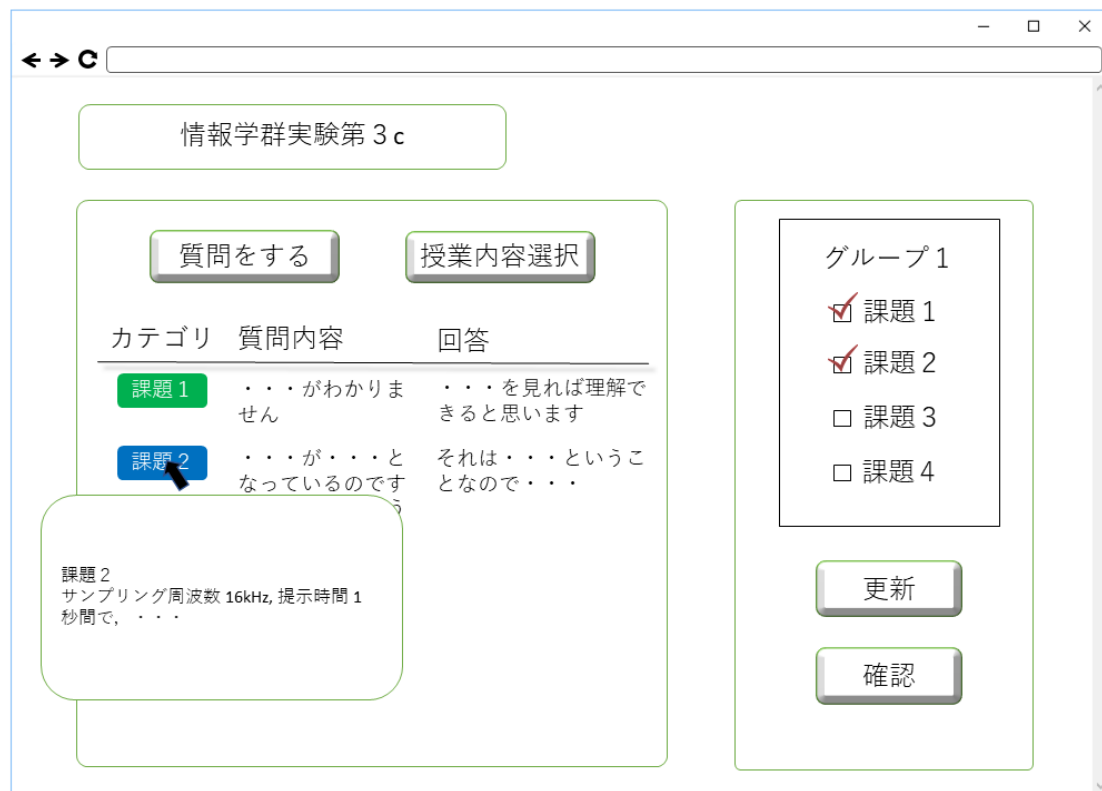 情報学群実験第３c
質問をする
授業内容選択
カテゴリ 質問内容 回答
課題１
・・・がわかりま
せん
・・・を見れば理解で
きると思います
課題２
・・・が・・・と
なっているのです
う
それは・・・というこ
となので・・・
課題２
サンプリング周波数 16kHz, 提示時間 1
秒間で，・・・
グループ１
課題１
課題２
課題３
課題４
更新
確認